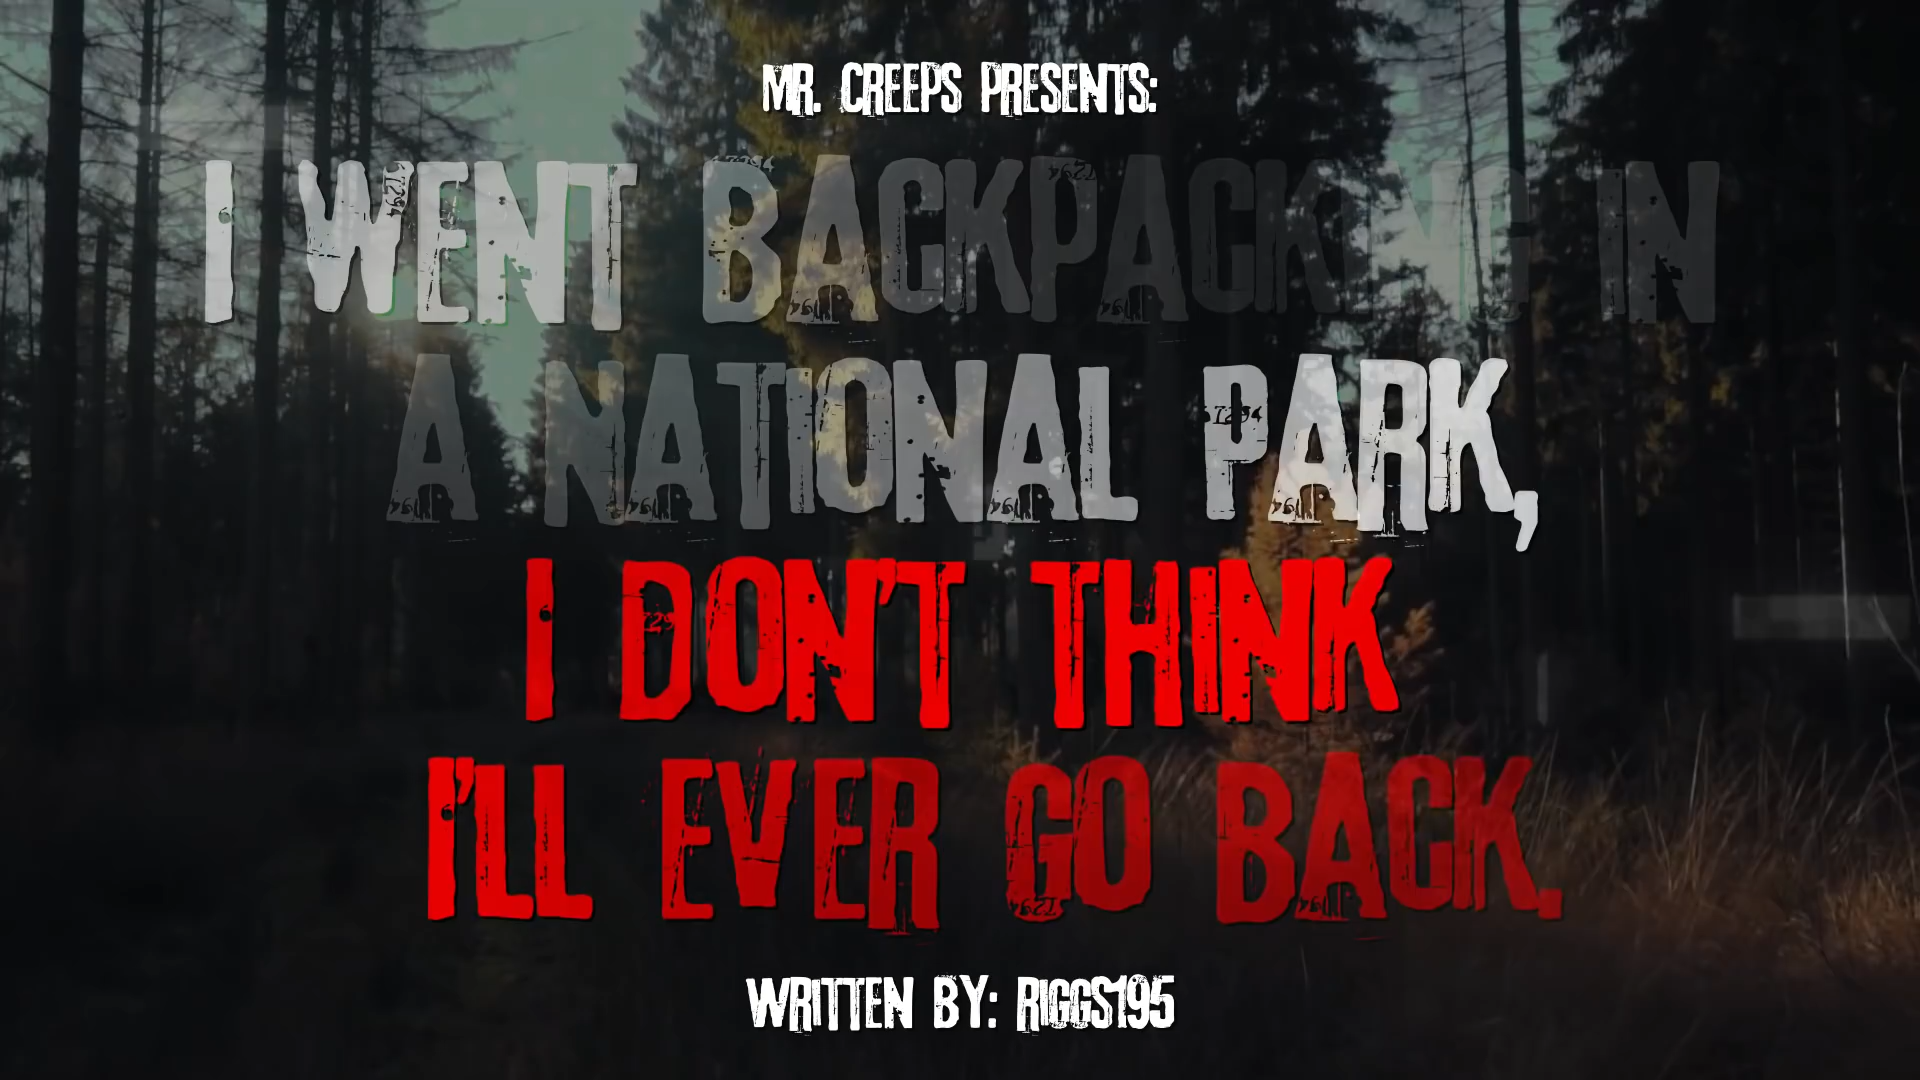 MR. CREEPS PRESENTS:
I WENT BACKPACKING IN
A NATIONAL PARK,
I DON'T THINK
I'LL EVER GO BACK.
WRITTEN BY: RIGGS195